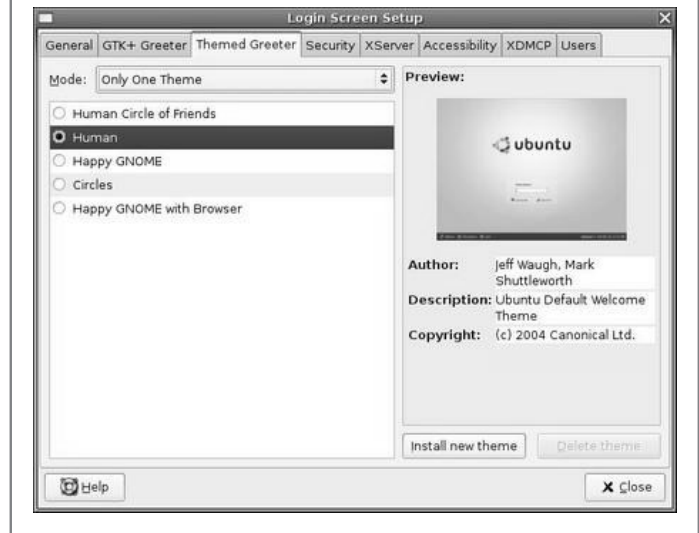 Login Screen Setup
General GTK+ Greeter Themed Greeter Security XServer Accessibility XDMCP Users
Mode: Only One Theme
Human Circle of Friends
Human
Happy GNOME
Circles
Happy GNOME with Browser
Preview:
ubuntu
Author: Jeff Waugh, Mark
Shuttleworth
Description: Ubuntu Default Welcome
Theme
Copyright: (c) 2004 Canonical Ltd.
Install new theme Delete theme
Help Close